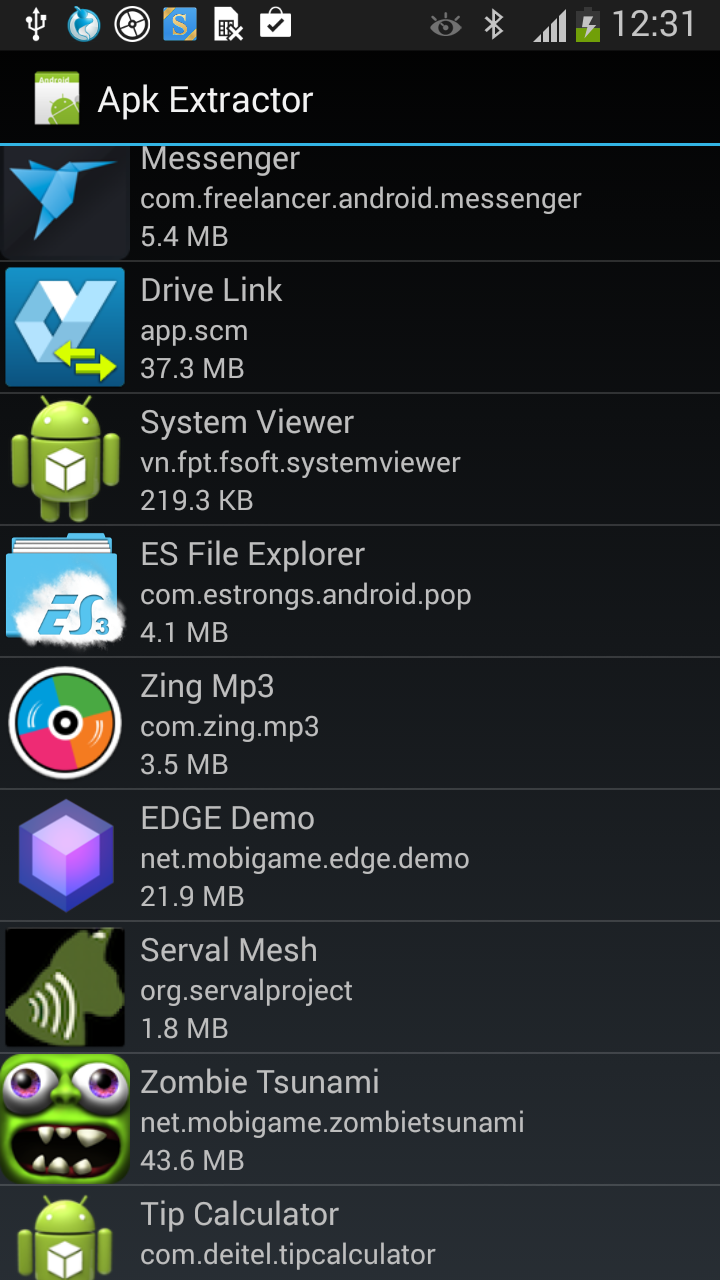 12:31
Android
Apk Extractor
Messenger
com.freelancer.android.messenger
5.4 MB
Drive Link
app.scm
37.3 MB
System Viewer
vn.fpt.fsoft.systemviewer
219.3 KB
ES File Explorer
com.estrongs.android.pop
4.1 MB
ES3
Zing Mp3
com.zing.mp3
3.5 MB
EDGE Demo
net.mobigame.edge.demo
21.9 MB
Serval Mesh
org.servalproject
1.8 MB
Zombie Tsunami
net.mobigame.zombietsunami
43.6 MB
Tip Calculator
com.deitel.tipcalculator